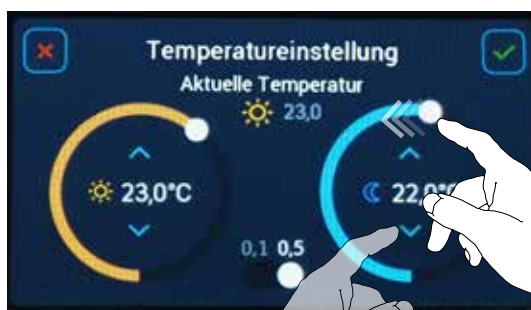 Temperatureinstellung
Aktuelle Temperatur
23,0
23,0°C
22,0°C
0,1 0,5